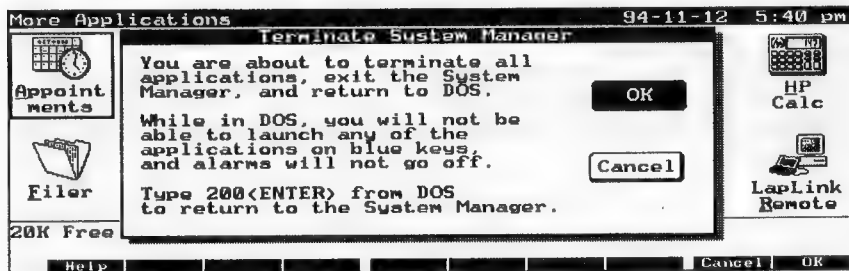 More Applications 94-11-12 5:40 pm
Terminate System Manager
You are about to terminate all
applications, exit the System
Manager, and return to DOS.
While in DOS, you will not be
able to launch any of the
applications on blue keys,
and alarms will not go off.
Type 200<ENTER> from DOS
to return to the System Manager.
OK
Cancel
Appoint
ments
Filer
HP
Calc
LapLink
Remote
20K Free
Help Cancel OK